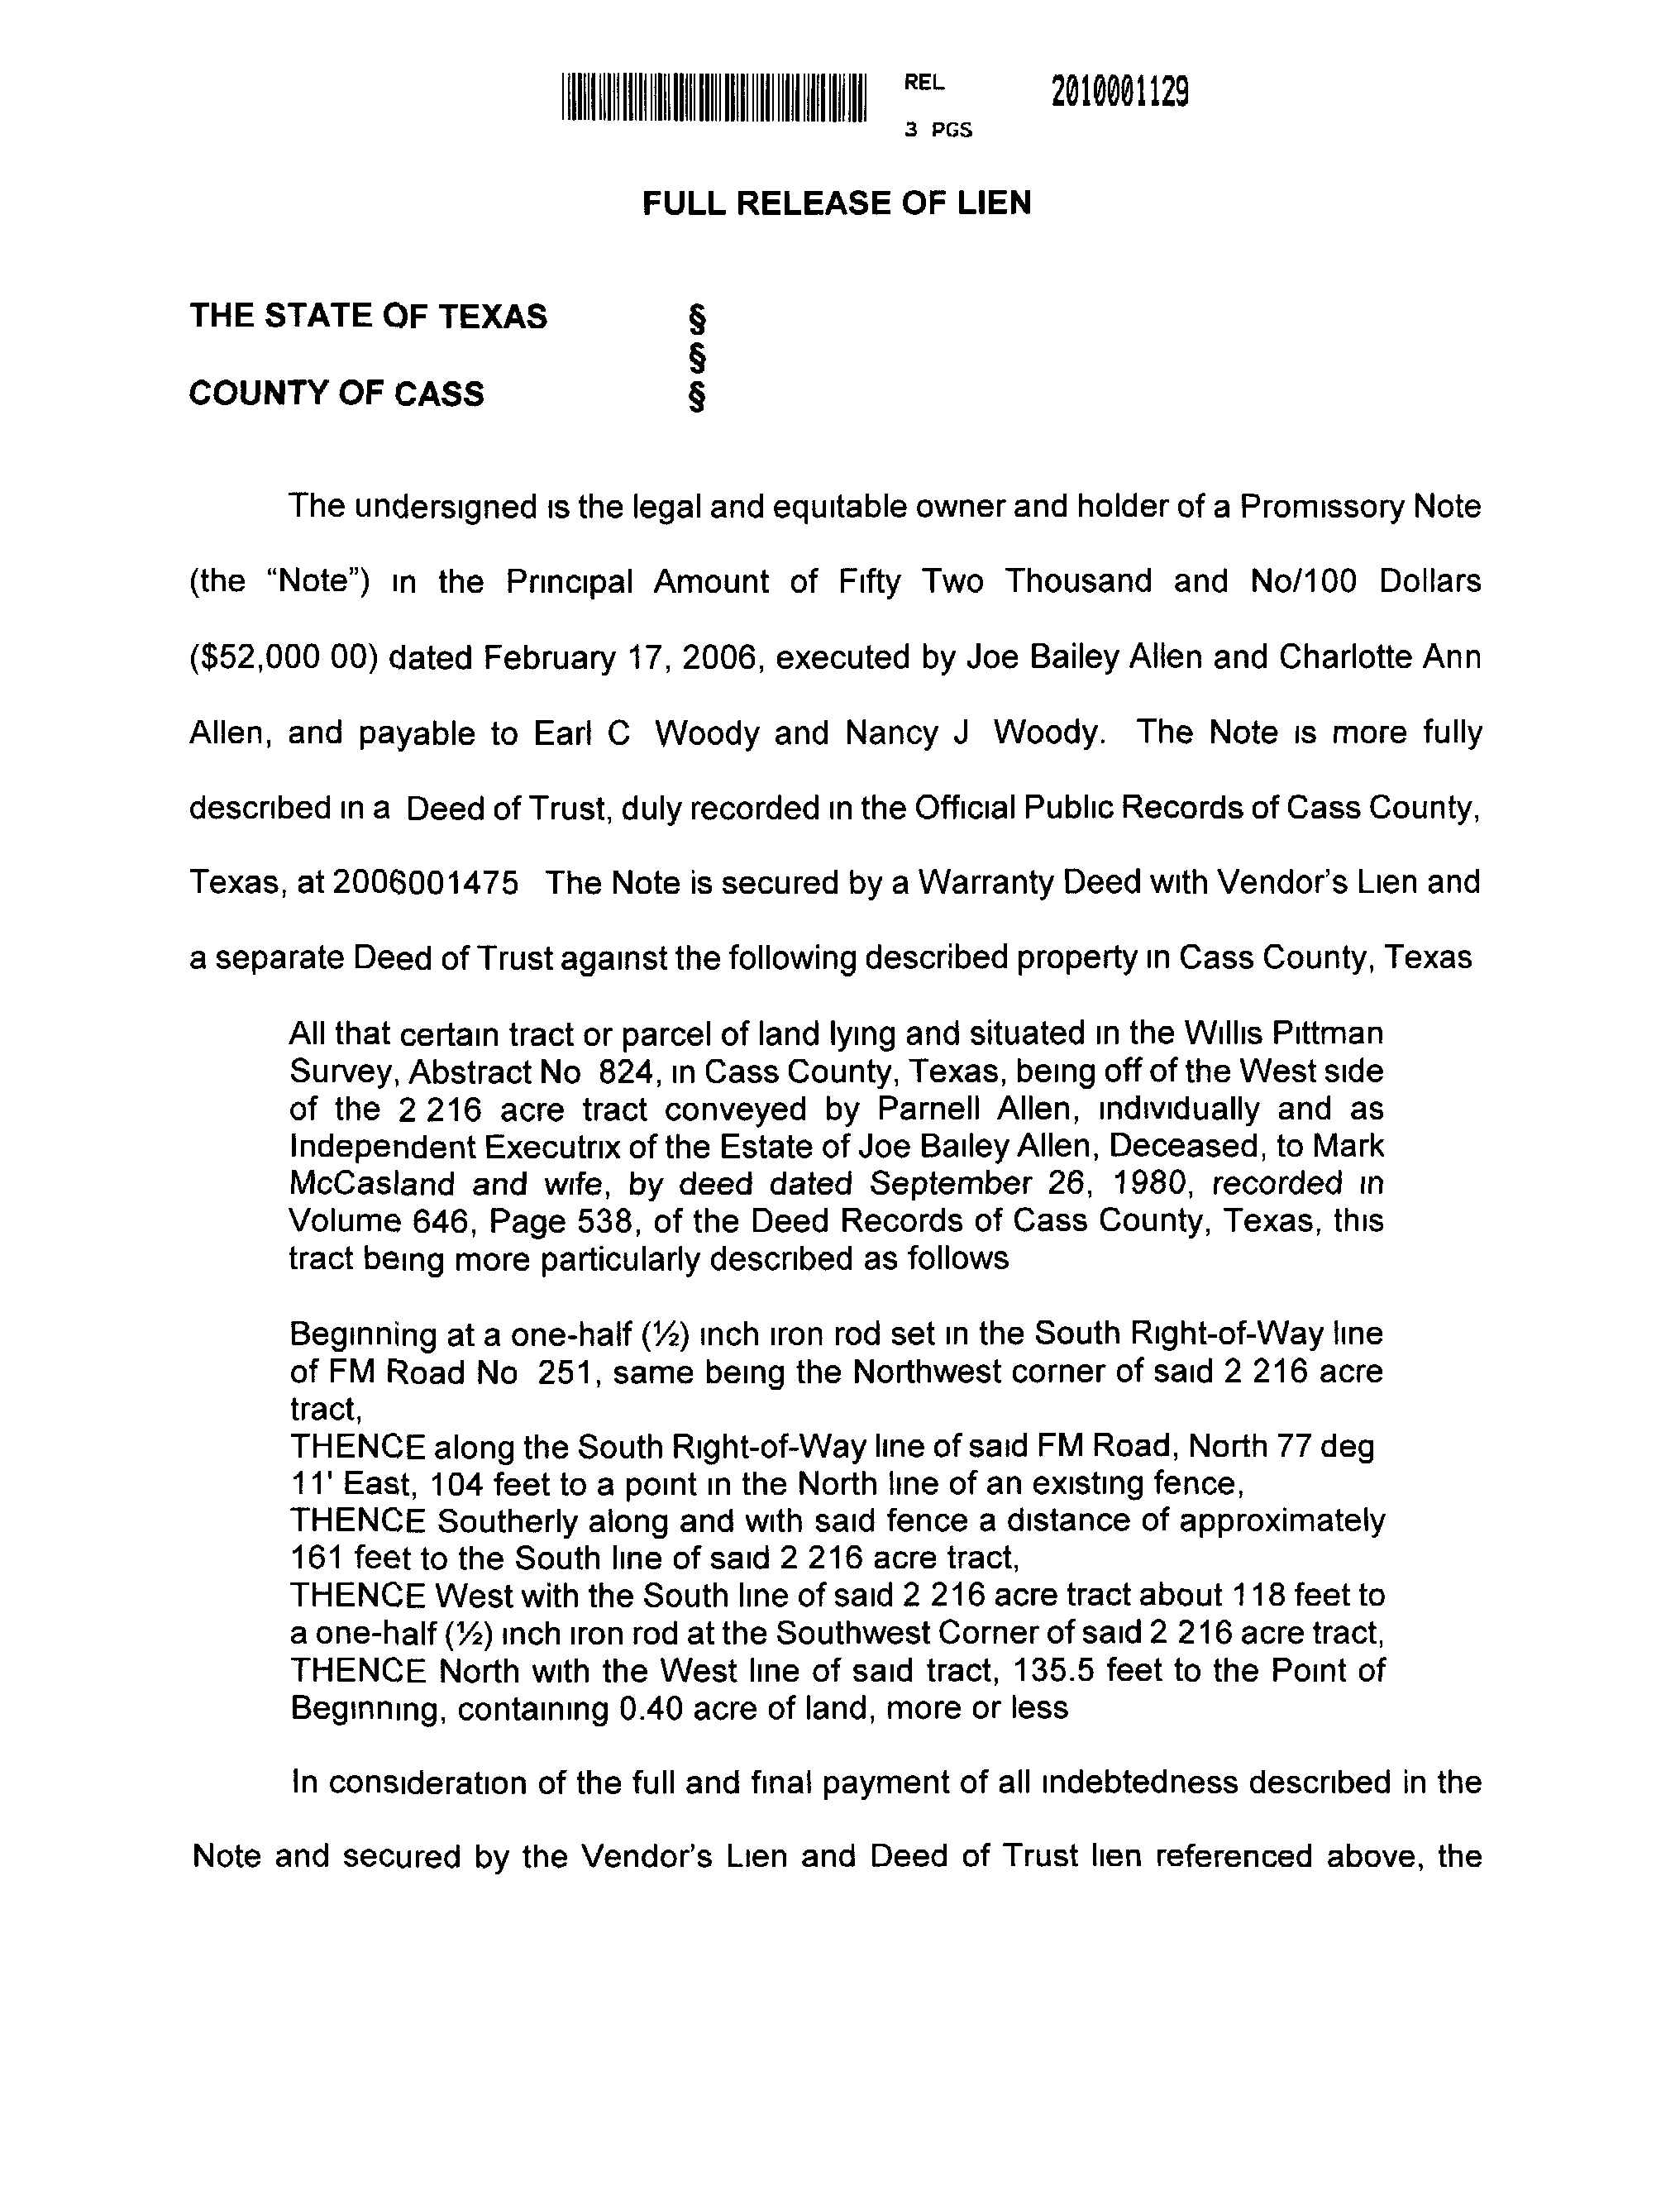 REL 2010001129
3 PGS
FULL RELEASE OF LIEN
THE STATE OF TEXAS §
§
COUNTY OF CASS §
The undersigned is the legal and equitable owner and holder of a Promissory Note
(the “Note”) in the Principal Amount of Fifty Two Thousand and No/100 Dollars
($52,000 00) dated February 17, 2006, executed by Joe Bailey Allen and Charlotte Ann
Allen, and payable to Earl C Woody and Nancy J Woody. The Note is more fully
described in a Deed of Trust, duly recorded in the Official Public Records of Cass County,
Texas, at 2006001475 The Note is secured by a Warranty Deed with Vendor’s Lien and
a separate Deed of Trust against the following described property in Cass County, Texas
All that certain tract or parcel of land lying and situated in the Willis Pittman
Survey, Abstract No 824, in Cass County, Texas, being off of the West side
of the 2 216 acre tract conveyed by Parnell Allen, individually and as
Independent Executrix of the Estate of Joe Bailey Allen, Deceased, to Mark
McCasland and wife, by deed dated September 26, 1980, recorded in
Volume 646, Page 538, of the Deed Records of Cass County, Texas, this
tract being more particularly described as follows
Beginning at a one-half (½) inch iron rod set in the South Right-of-Way line
of FM Road No 251, same being the Northwest corner of said 2 216 acre
tract,
THENCE along the South Right-of-Way line of said FM Road, North 77 deg
11' East, 104 feet to a point in the North line of an existing fence,
THENCE Southerly along and with said fence a distance of approximately
161 feet to the South line of said 2 216 acre tract,
THENCE West with the South line of said 2 216 acre tract about 118 feet to
a one-half (½) inch iron rod at the Southwest Corner of said 2 216 acre tract,
THENCE North with the West line of said tract, 135.5 feet to the Point of
Beginning, containing 0.40 acre of land, more or less
In consideration of the full and final payment of all indebtedness described in the
Note and secured by the Vendor’s Lien and Deed of Trust lien referenced above, the